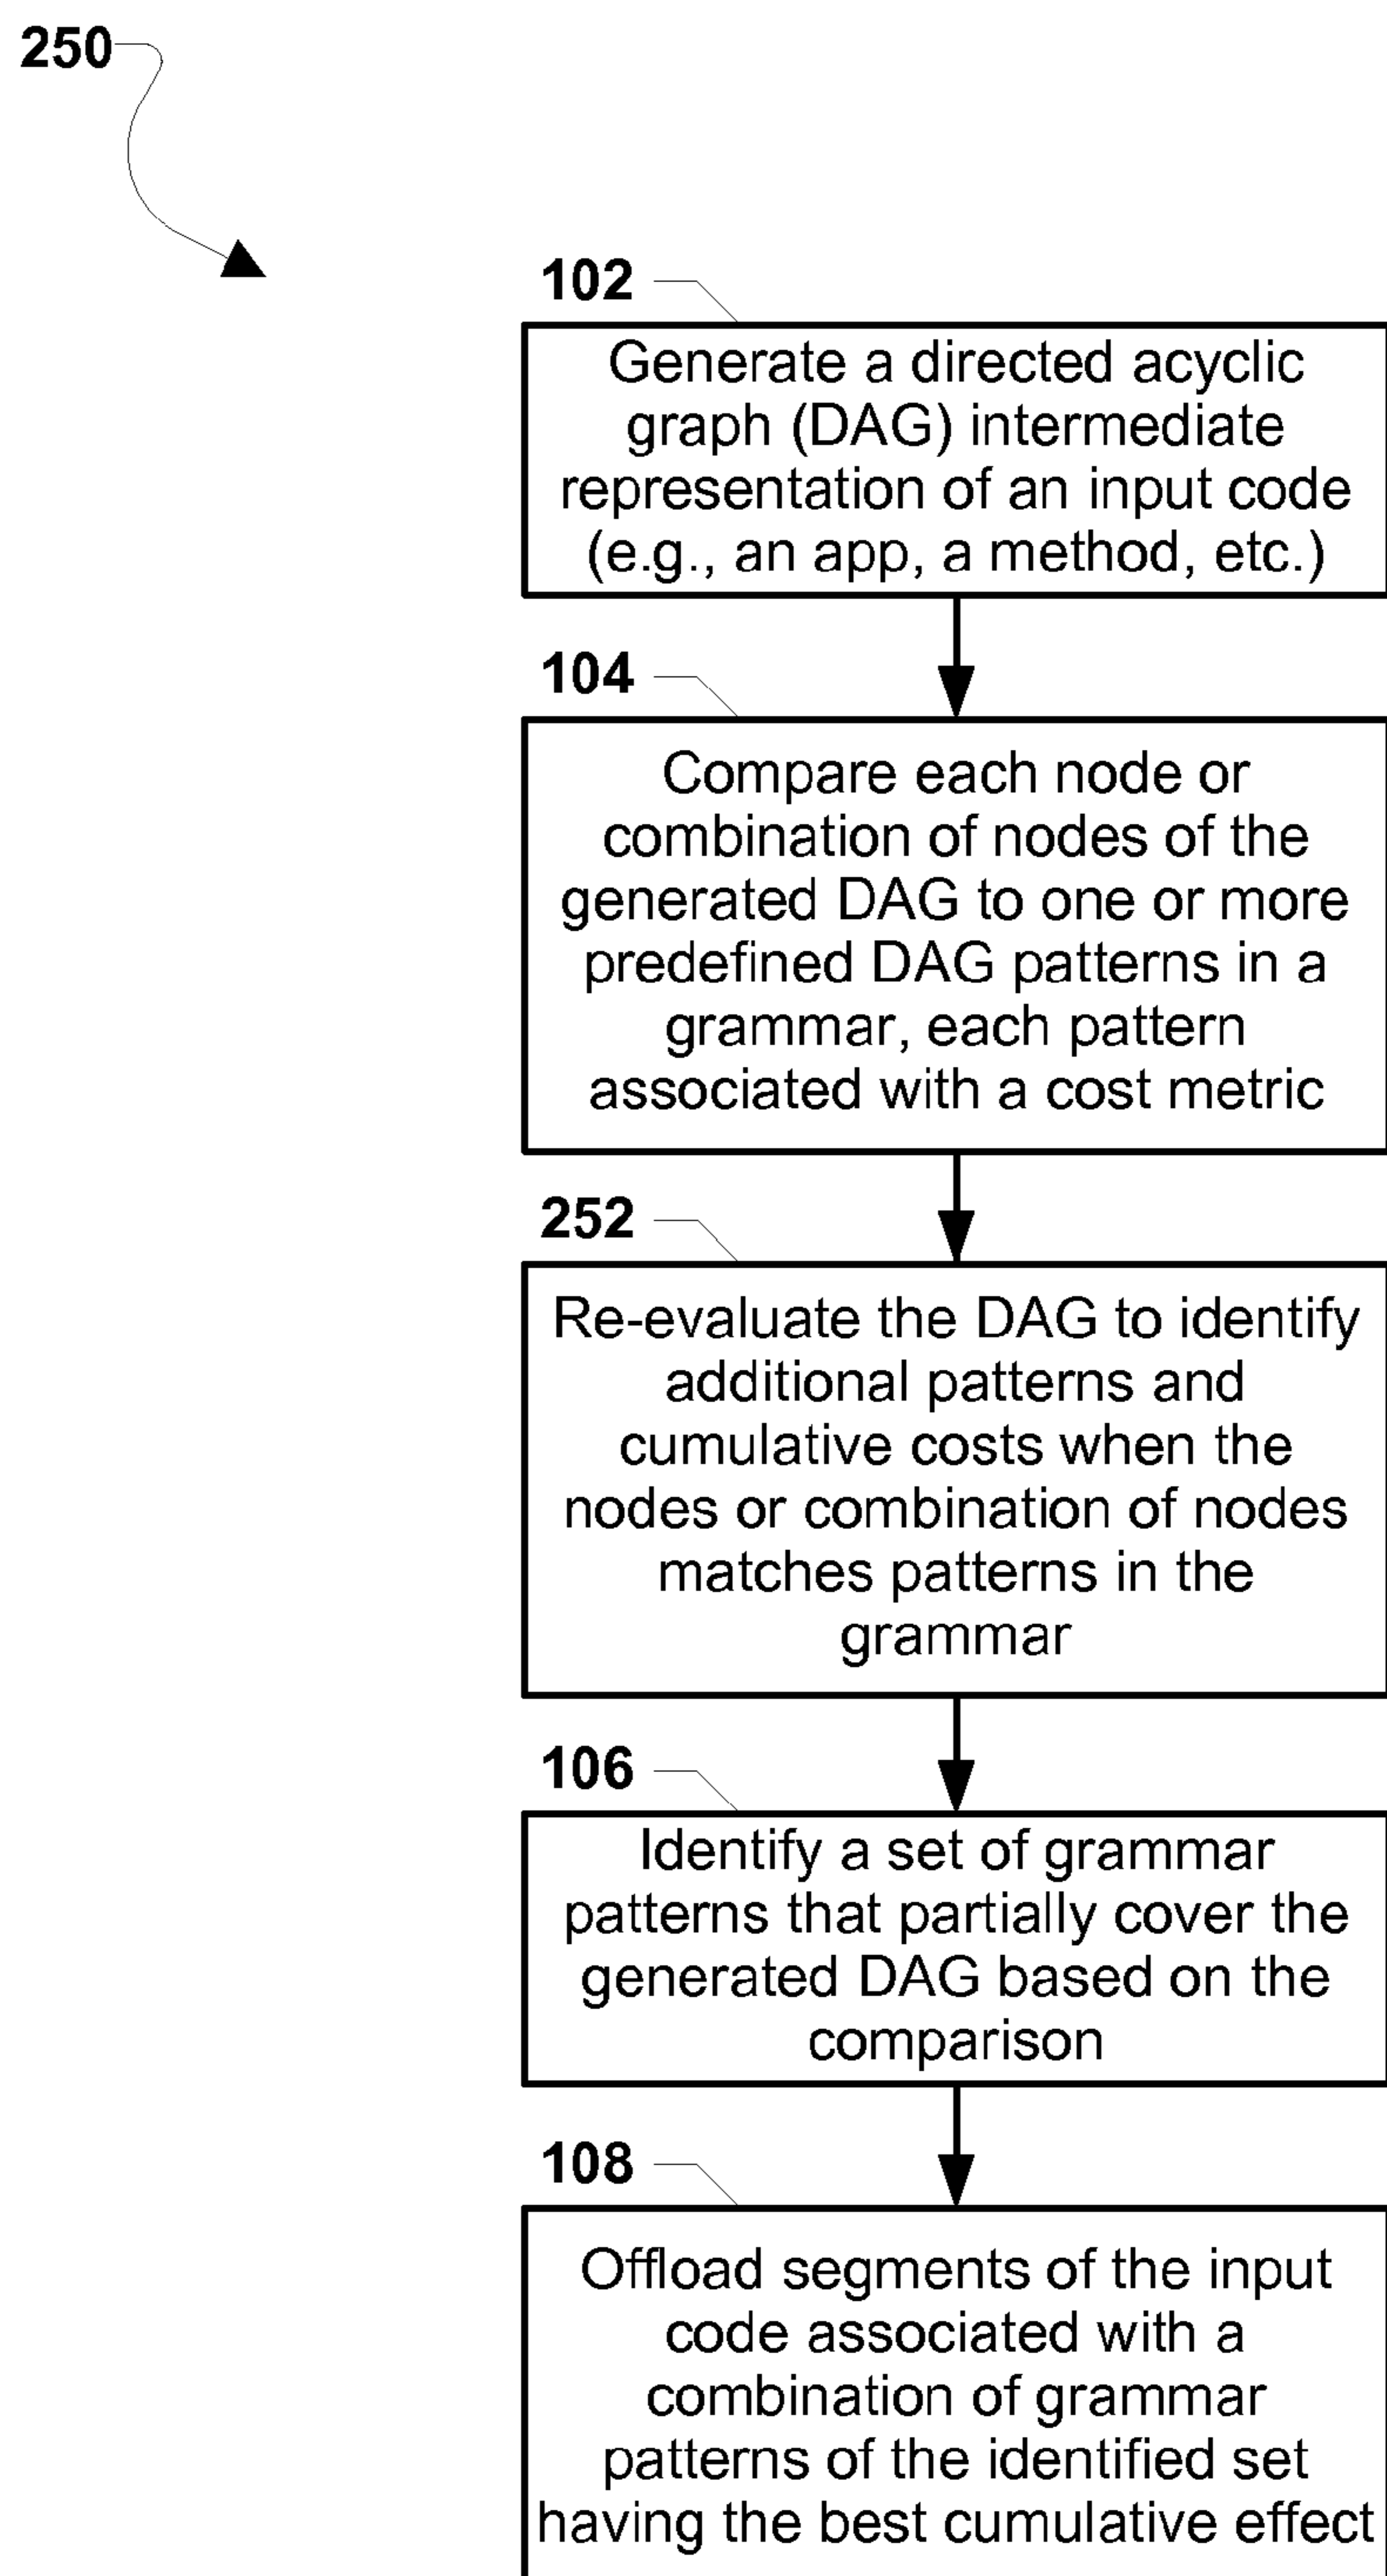 250
102
Generate a directed acyclic
graph (DAG) intermediate
representation of an input code
(e.g., an app, a method, etc.)
104
Compare each node or
combination of nodes of the
generated DAG to one or more
predefined DAG patterns in a
grammar, each pattern
associated with a cost metric
252
Re-evaluate the DAG to identify
additional patterns and
cumulative costs when the
nodes or combination of nodes
matches patterns in the
grammar
106
Identify a set of grammar
patterns that partially cover the
generated DAG based on the
comparison
108
Offload segments of the input
code associated with a
combination of grammar
patterns of the identified set
having the best cumulative effect